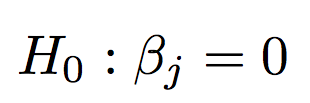 H₀ : βⱼ = 0